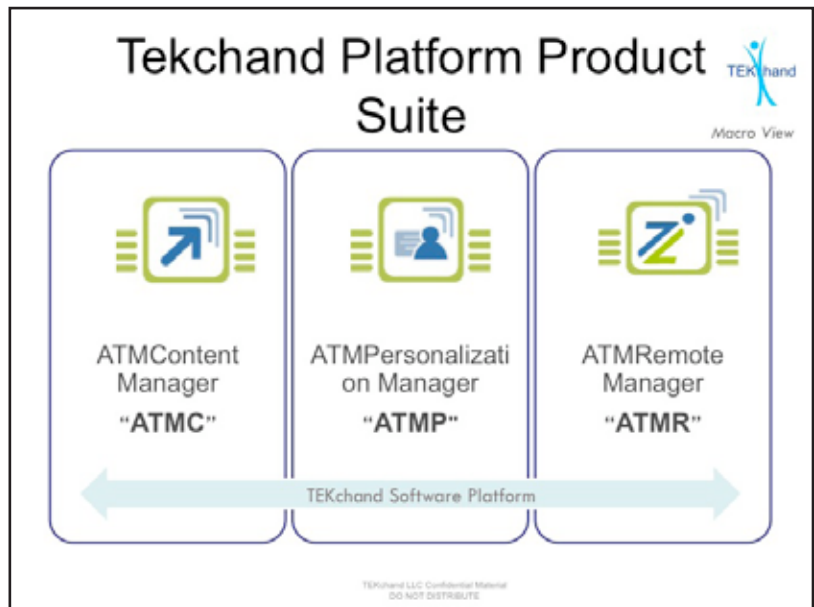 Tekchand Platform Product
Suite
TEKchand
Macro View
ATMContent
Manager
“ATMC”
ATMPersonalizati
on Manager
“ATMP”
ATMRemote
Manager
“ATMR”
TEKchand Software Platform
TEKchand LLC Confidential Material
DO NOT DISTRIBUTE